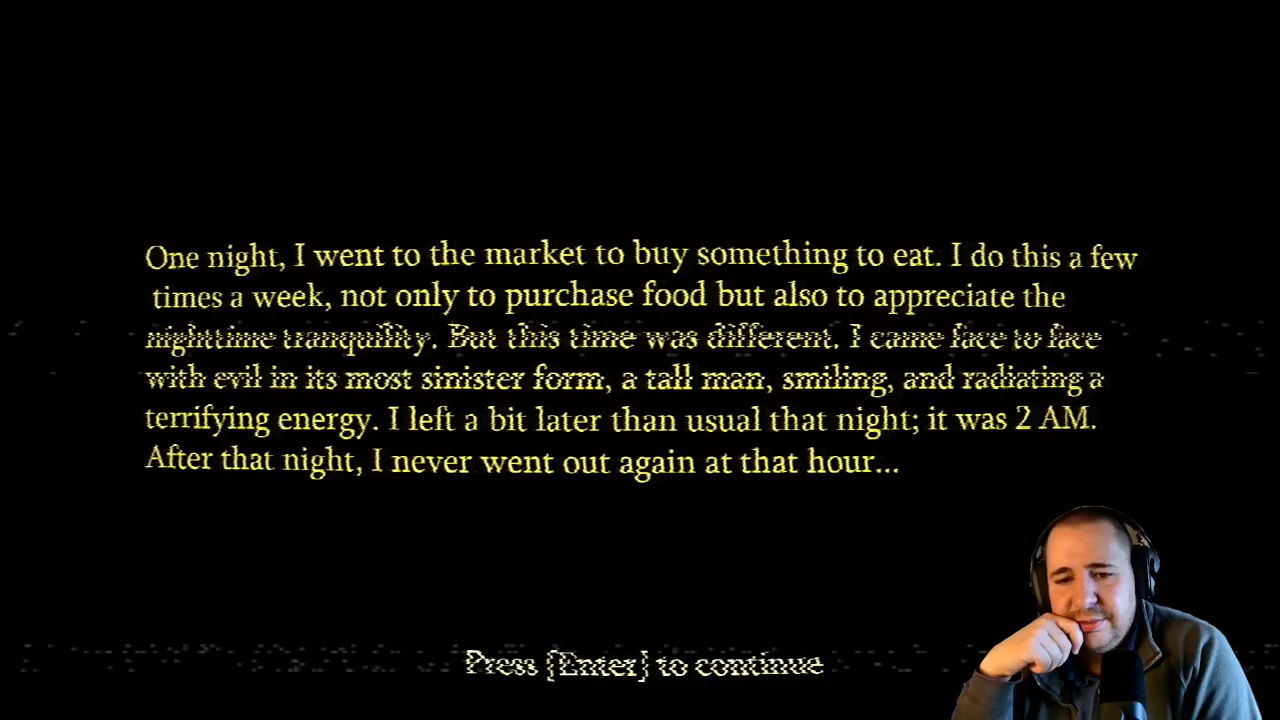 One night, I went to the market to buy something to eat. I do this a few
times a week, not only to purchase food but also to appreciate the
nighttime tranquility. But this time was different. I came face to face
with evil in its most sinister form, a tall man, smiling, and radiating a
terrifying energy. I left a bit later than usual that night; it was 2 AM.
After that night, I never went out again at that hour...
Press [Enter] to continue